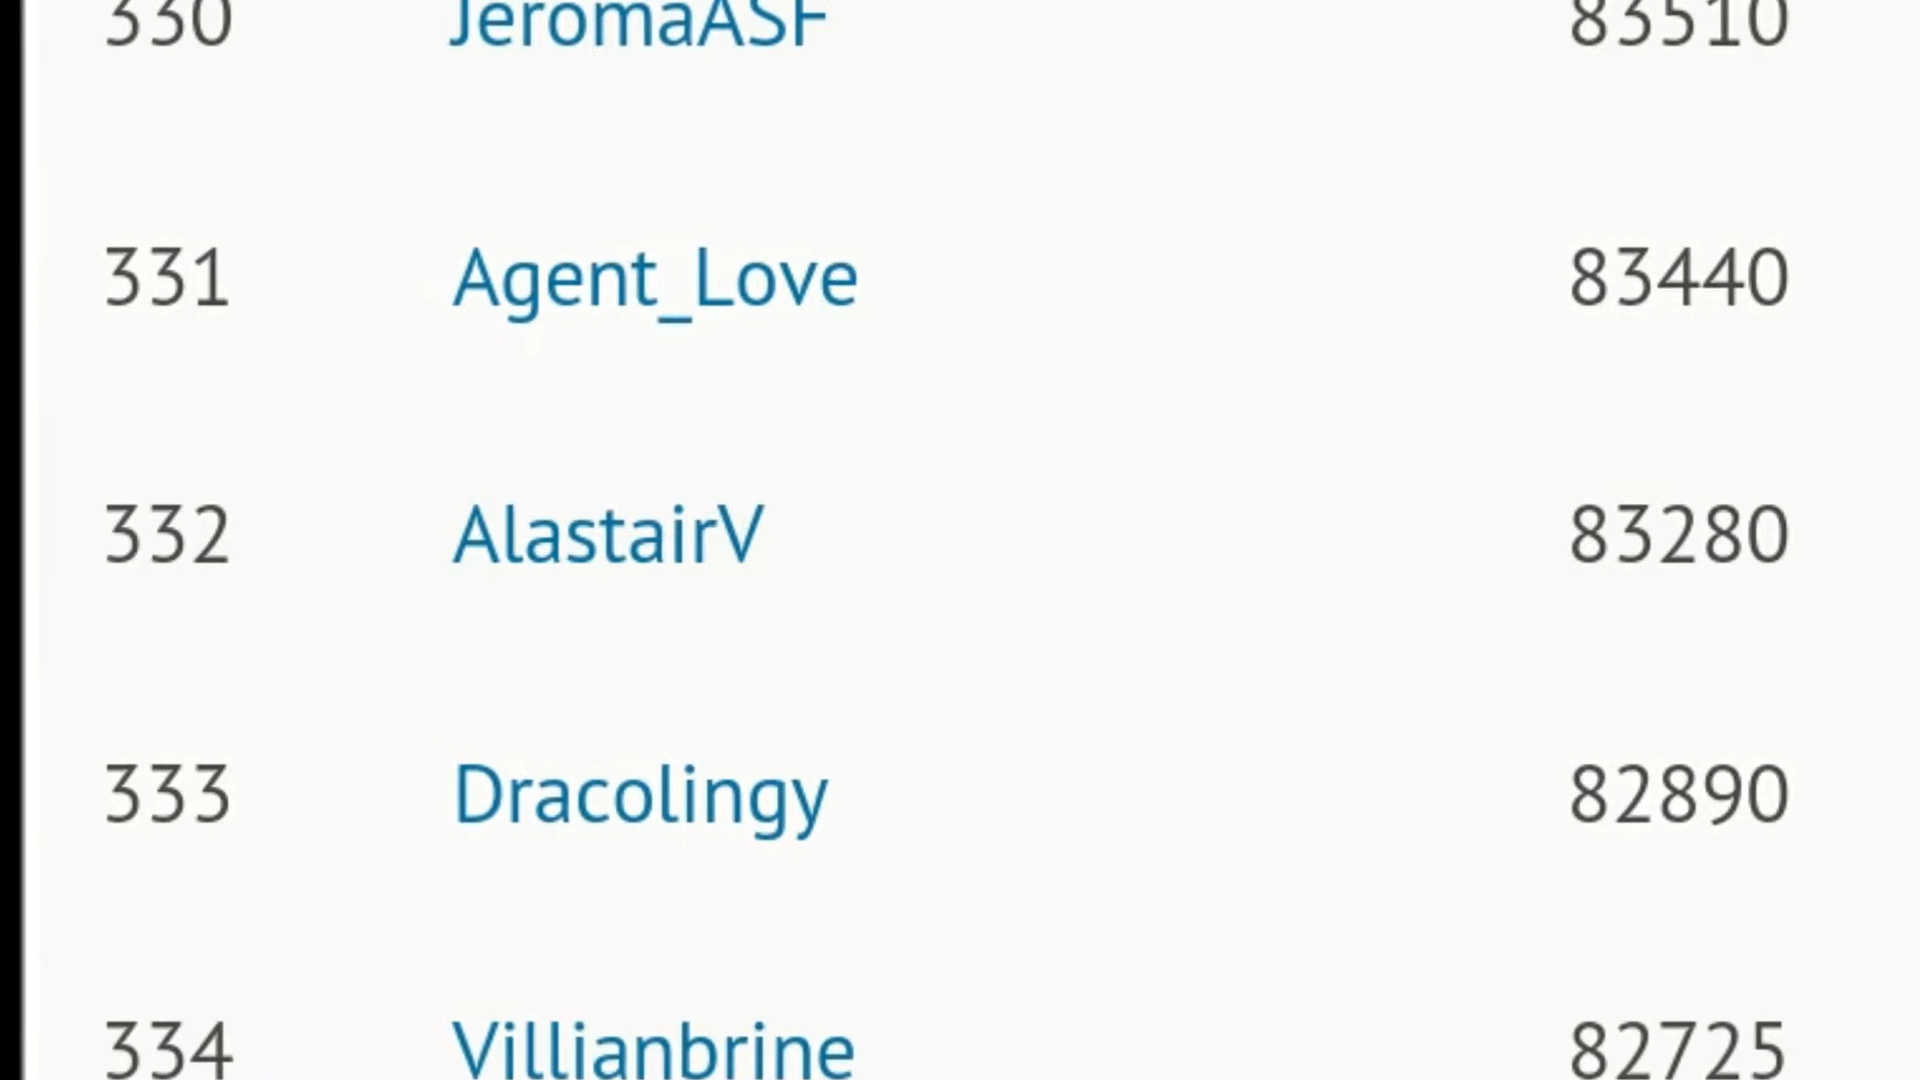 330 JeromaASF 83510
331 Agent_Love 83440
332 AlastairV 83280
333 Dracolingy 82890
334 Villianbrine 82725